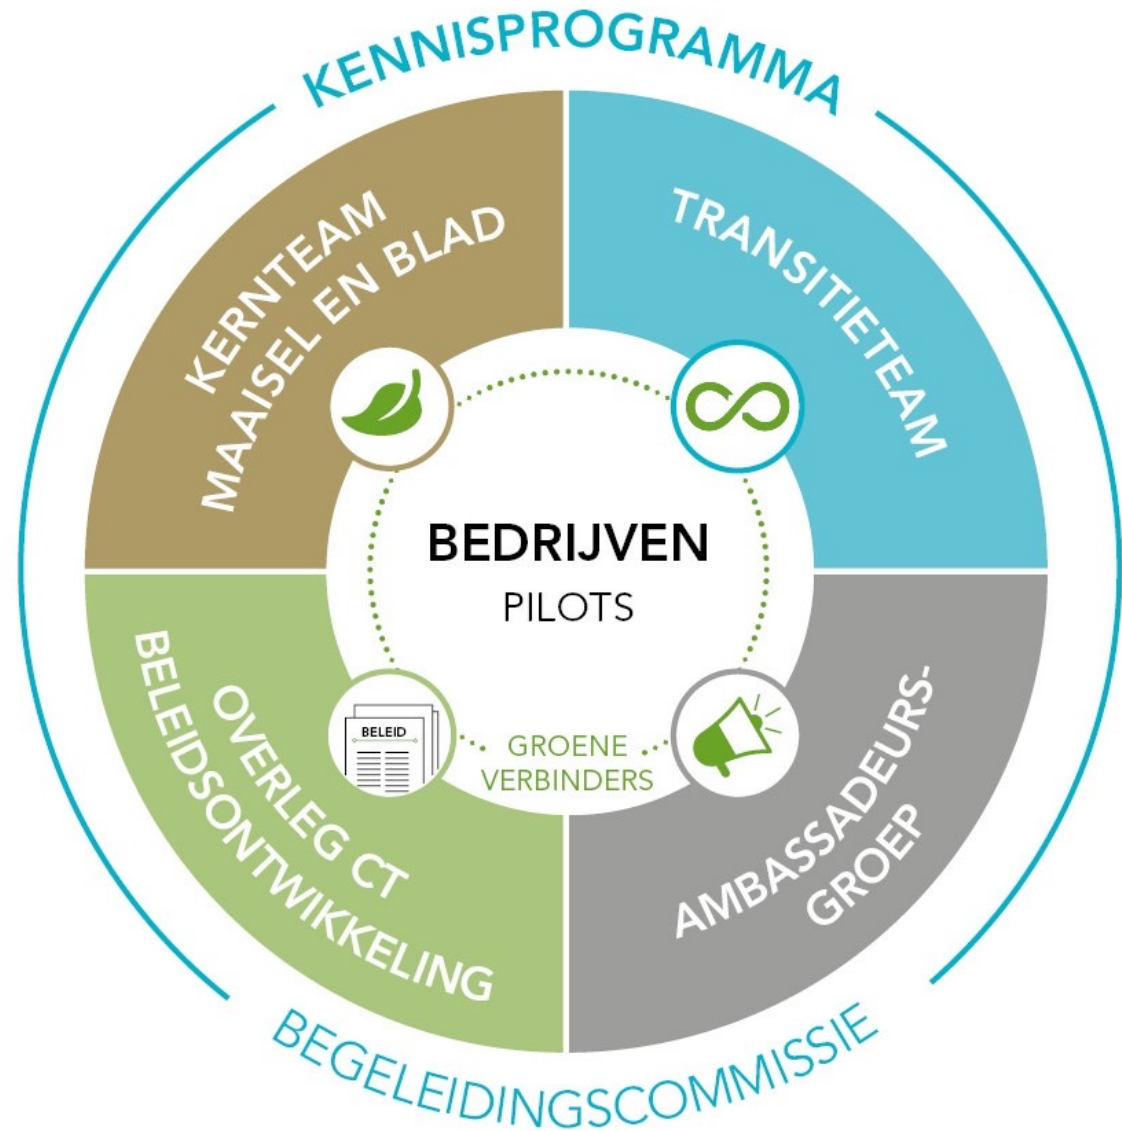 KENNISPROGRAMMA
KERNTEAM
MAAISEL EN BLAD
TRANSITIETEAM
BEDRIJVEN
PILOTS
BELEID
GROENE
VERBINDERS
OVERLEG CT
BELEIDSONTWIKKELING
AMBASSADEURS-
GROEP
BEGELEIDINGSCOMMISSIE